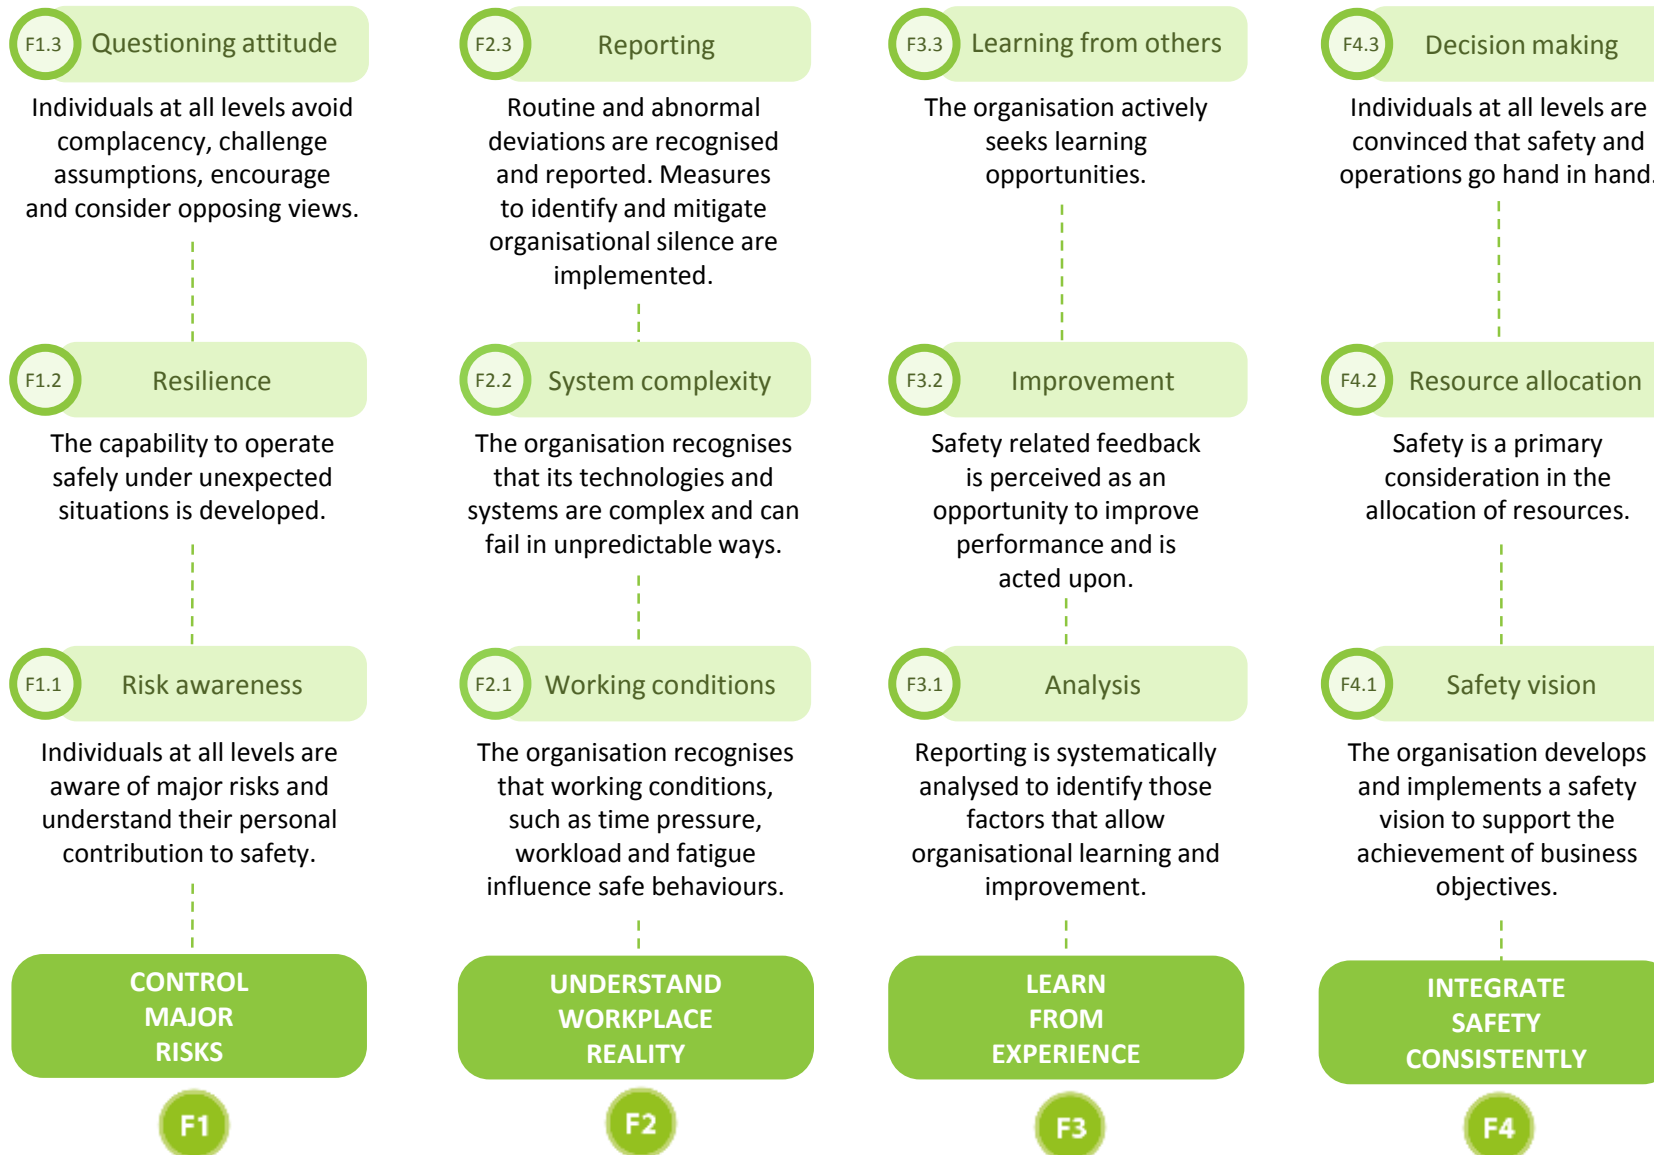 F1.3 Questioning attitude
Individuals at all levels avoid
complacency, challenge
assumptions, encourage
and consider opposing views.
F1.2 Resilience
The capability to operate
safely under unexpected
situations is developed.
F1.1 Risk awareness
Individuals at all levels are
aware of major risks and
understand their personal
contribution to safety.
CONTROL
MAJOR
RISKS
F1
F2.3 Reporting
Routine and abnormal
deviations are recognised
and reported. Measures
to identify and mitigate
organisational silence are
implemented.
F2.2 System complexity
The organisation recognises
that its technologies and
systems are complex and can
fail in unpredictable ways.
F2.1 Working conditions
The organisation recognises
that working conditions,
such as time pressure,
workload and fatigue
influence safe behaviours.
UNDERSTAND
WORKPLACE
REALITY
F2
F3.3 Learning from others
The organisation actively
seeks learning
opportunities.
F3.2 Improvement
Safety related feedback
is perceived as an
opportunity to improve
performance and is
acted upon.
F3.1 Analysis
Reporting is systematically
analysed to identify those
factors that allow
organisational learning and
improvement.
LEARN
FROM
EXPERIENCE
F3
F4.3 Decision making
Individuals at all levels are
convinced that safety and
operations go hand in hand.
F4.2 Resource allocation
Safety is a primary
consideration in the
allocation of resources.
F4.1 Safety vision
The organisation develops
and implements a safety
vision to support the
achievement of business
objectives.
INTEGRATE
SAFETY
CONSISTENTLY
F4